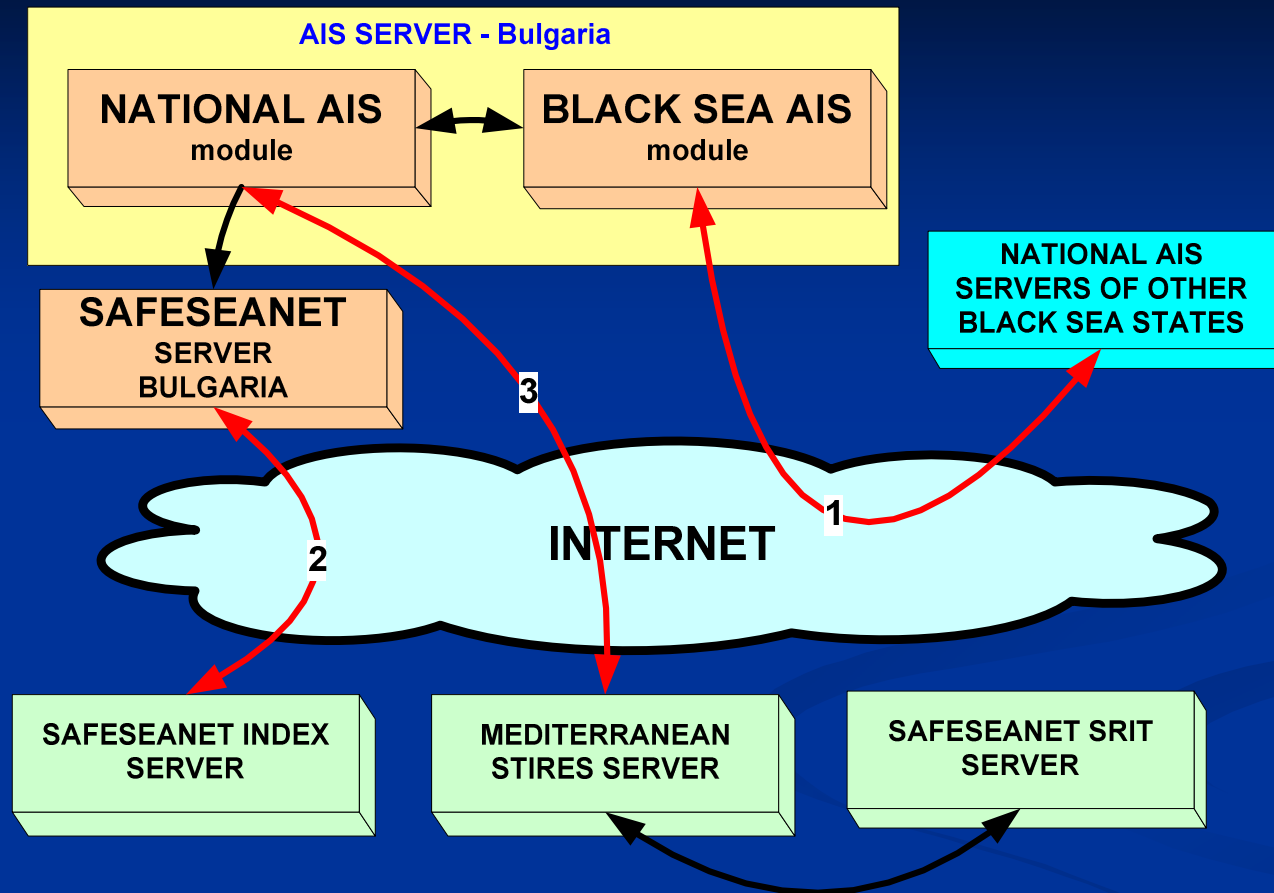 AIS SERVER - Bulgaria
NATIONAL AIS
module
BLACK SEA AIS
module
NATIONAL AIS
SERVERS OF OTHER
BLACK SEA STATES
SAFESEANET
SERVER
BULGARIA
3
1
INTERNET
2
SAFESEANET INDEX
SERVER
MEDITERRANEAN
STIRES SERVER
SAFESEANET SRIT
SERVER